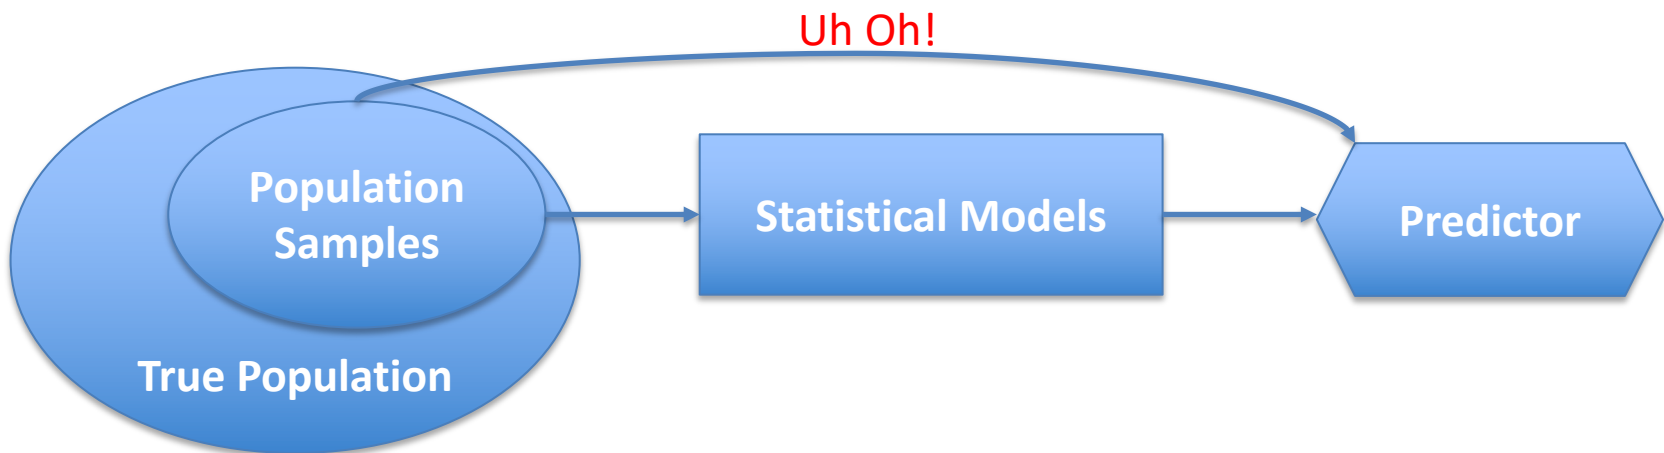 Uh Oh!
Population
Samples
Statistical Models
Predictor
True Population